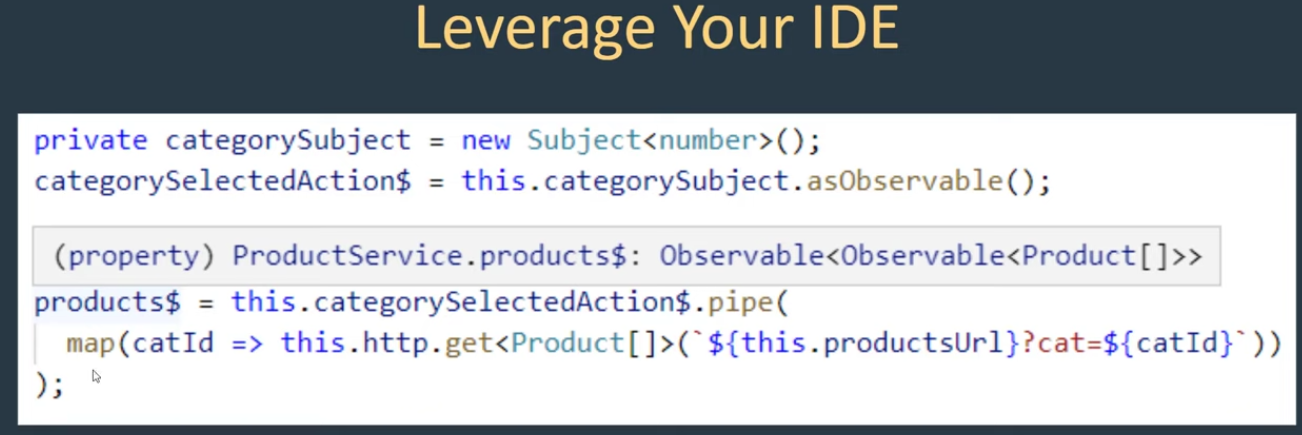 Leverage Your IDE
private categorySubject = new Subject<number>();
categorySelectedAction$ = this.categorySubject.asObservable();
(property) ProductService.products$: Observable<Observable<Product[]>>
products$ = this.categorySelectedAction$.pipe(
map(catId => this.http.get<Product[]>(`${this.productsUrl}?cat=${catId}`))
);